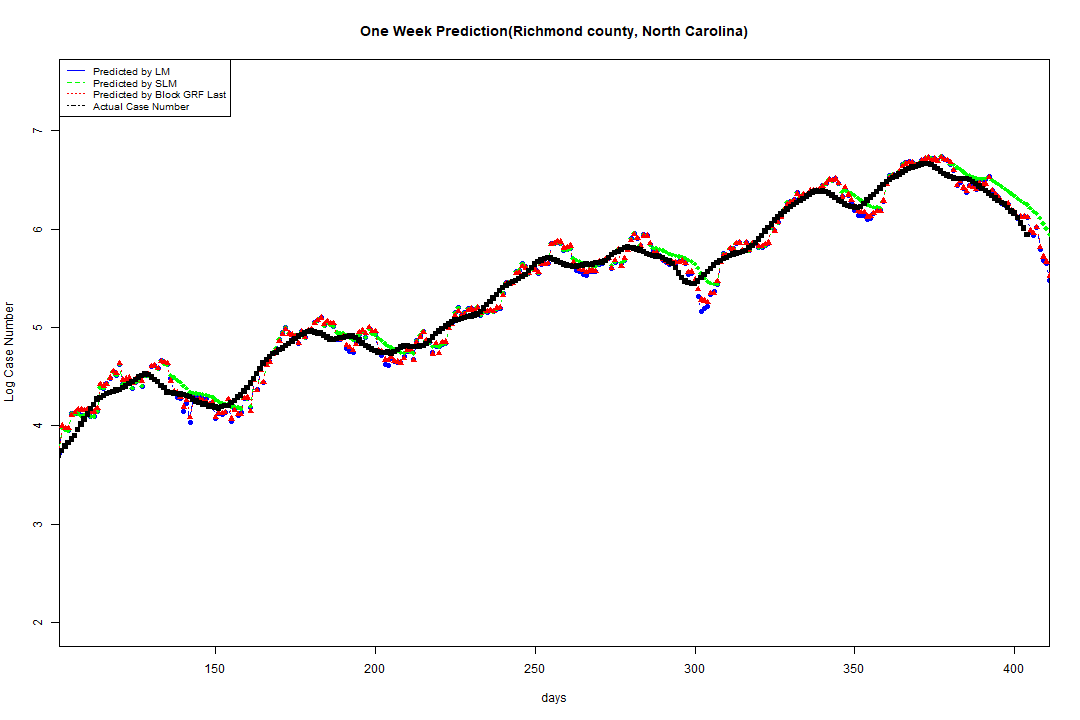 One Week Prediction(Richmond county, North Carolina)
Predicted by LM
Predicted by SLM
Predicted by Block GRF Last
Actual Case Number
7
6
5
4
3
2
Log Case Number
150 200 250 300 350 400
days